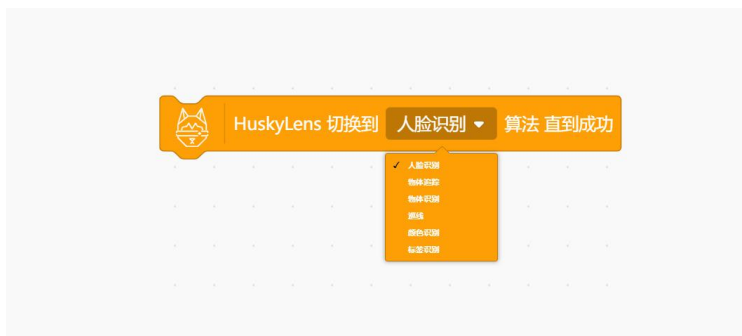 HuskyLens 切换到 人脸识别 算法 直到成功
人脸识别
物体追踪
物体识别
巡线
颜色识别
标签识别